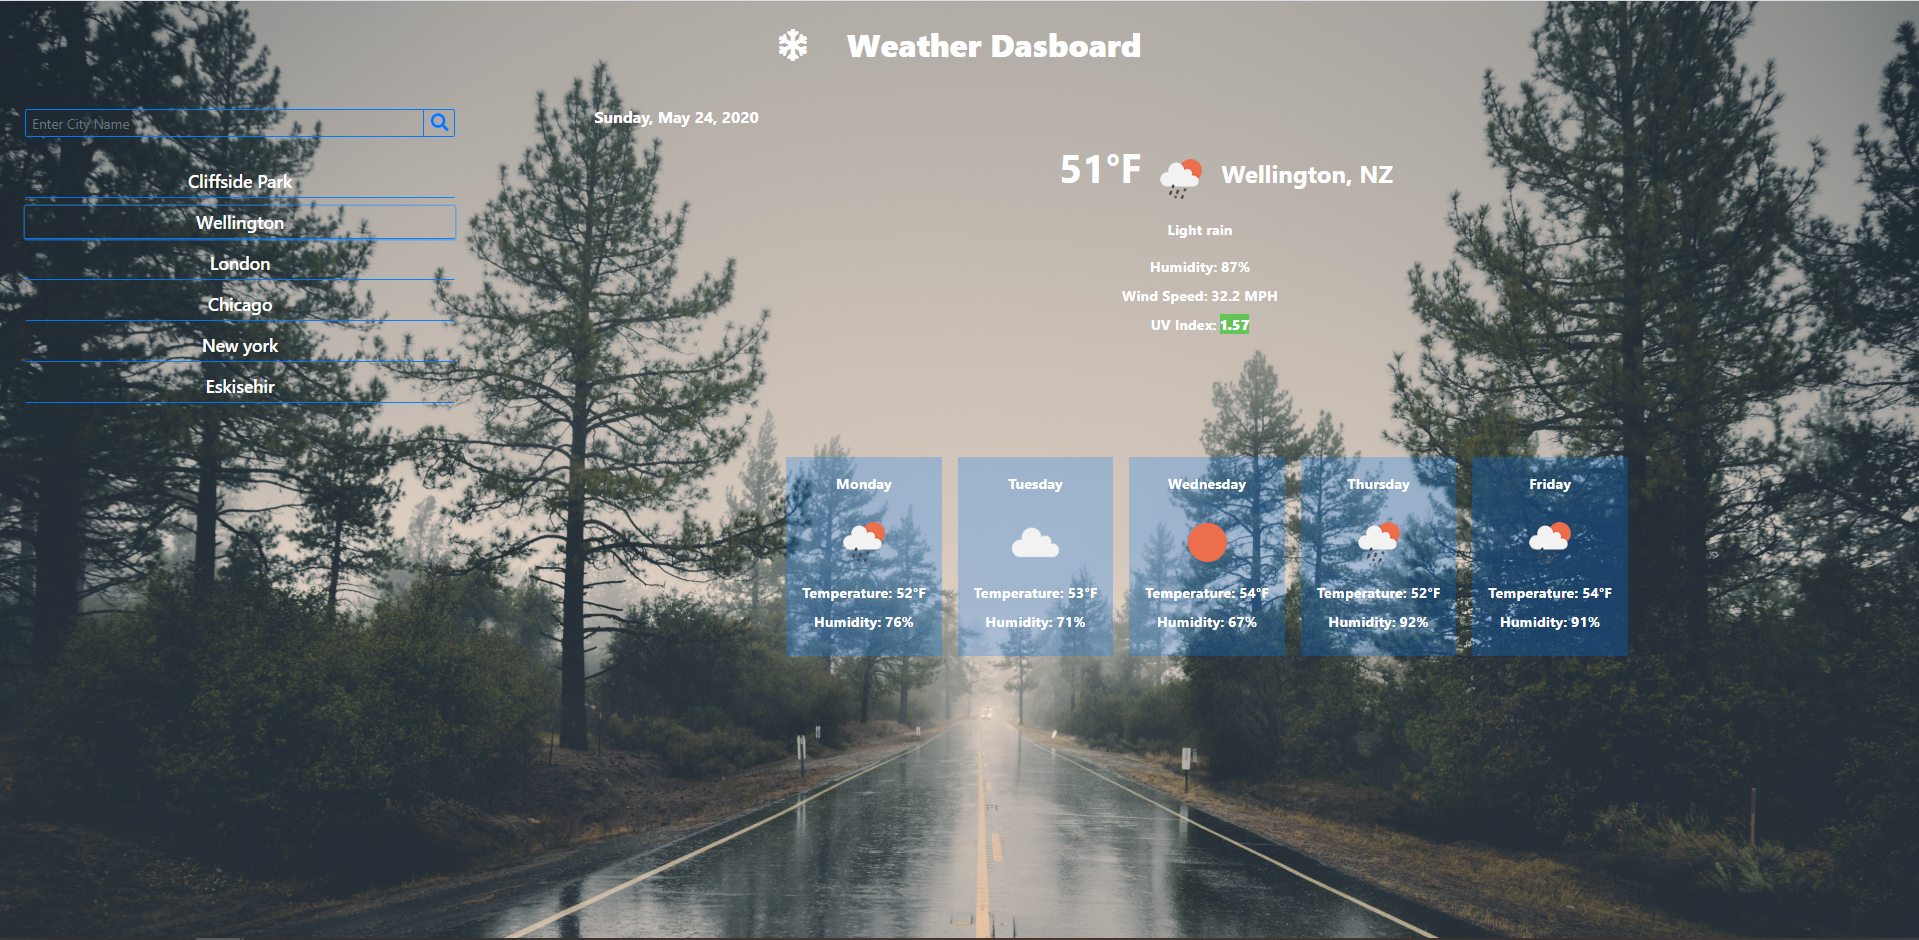 Weather Dasboard
Enter City Name
Cliffside Park
Wellington
London
Chicago
New york
Eskisehir
Sunday, May 24, 2020
51°F Wellington, NZ
Light rain
Humidity: 87%
Wind Speed: 32.2 MPH
UV Index: 1.57
Monday
Temperature: 52°F
Humidity: 76%
Tuesday
Temperature: 53°F
Humidity: 71%
Wednesday
Temperature: 54°F
Humidity: 67%
Thursday
Temperature: 52°F
Humidity: 92%
Friday
Temperature: 54°F
Humidity: 91%